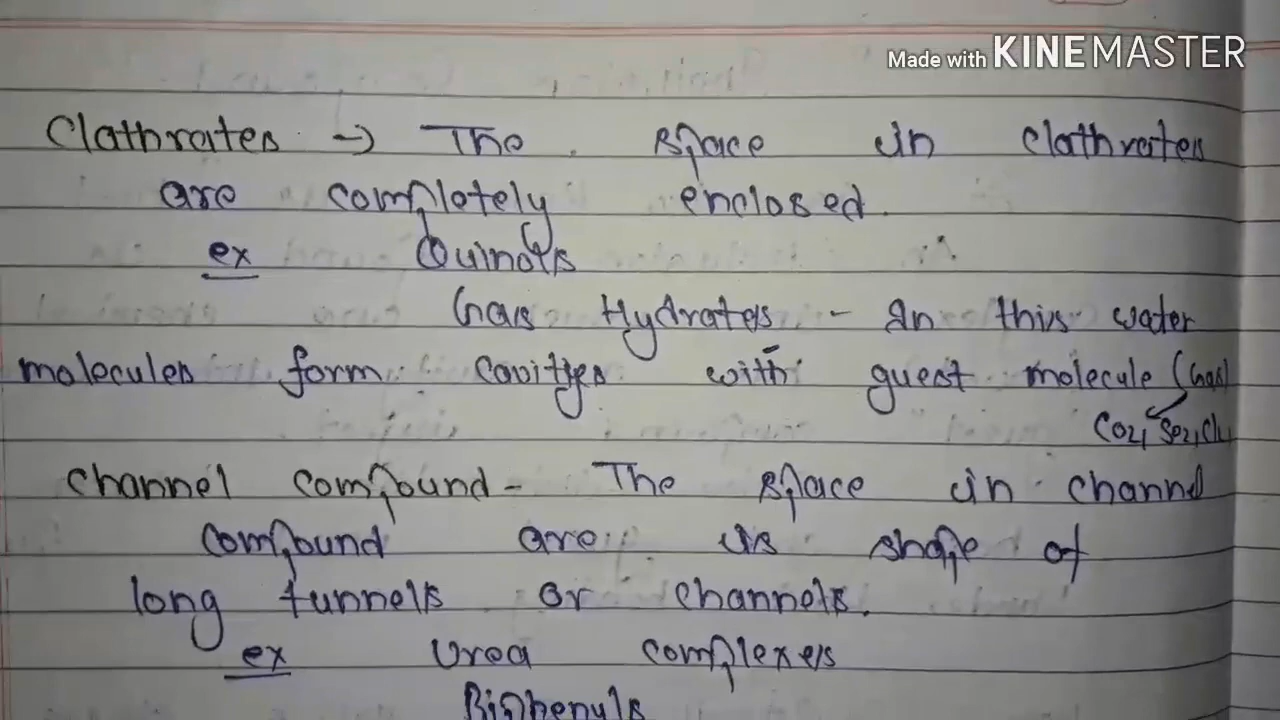 Made with KINEMASTER
Clathrates → The space in clathrates
are completely enclosed.
ex Quinols
Gas Hydrates - In this water
molecules form cavities with guest molecule (Gas)
CO2, SO2, Cl2
Channel compound - The space in channel
compound are is shape of
long tunnels or channels.
ex Urea complexes
Biphenyls